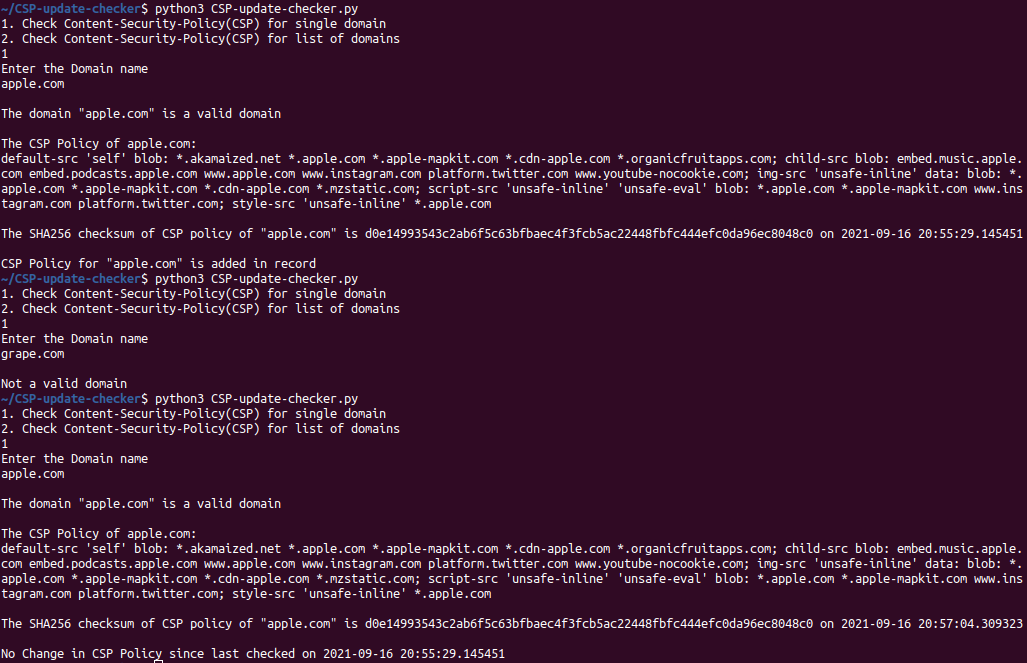 ~/CSP-update-checker$ python3 CSP-update-checker.py
1. Check Content-Security-Policy(CSP) for single domain
2. Check Content-Security-Policy(CSP) for list of domains
1
Enter the Domain name
apple.com
The domain "apple.com" is a valid domain
The CSP Policy of apple.com:
default-src 'self' blob: *.akamaized.net *.apple.com *.apple-mapkit.com *.cdn-apple.com *.organicfruitapps.com; child-src blob: embed.music.apple.
com embed.podcasts.apple.com www.apple.com www.instagram.com platform.twitter.com www.youtube-nocookie.com; img-src 'unsafe-inline' data: blob: *.
apple.com *.apple-mapkit.com *.cdn-apple.com *.mzstatic.com; script-src 'unsafe-inline' 'unsafe-eval' blob: *.apple.com *.apple-mapkit.com www.ins
tagram.com platform.twitter.com; style-src 'unsafe-inline' *.apple.com
The SHA256 checksum of CSP policy of "apple.com" is d0e14993543c2ab6f5c63bfbaec4f3fcb5ac22448fbfc444efc0da96ec8048c0 on 2021-09-16 20:55:29.145451
CSP Policy for "apple.com" is added in record
~/CSP-update-checker$ python3 CSP-update-checker.py
1. Check Content-Security-Policy(CSP) for single domain
2. Check Content-Security-Policy(CSP) for list of domains
1
Enter the Domain name
grape.com
Not a valid domain
~/CSP-update-checker$ python3 CSP-update-checker.py
1. Check Content-Security-Policy(CSP) for single domain
2. Check Content-Security-Policy(CSP) for list of domains
1
Enter the Domain name
apple.com
The domain "apple.com" is a valid domain
The CSP Policy of apple.com:
default-src 'self' blob: *.akamaized.net *.apple.com *.apple-mapkit.com *.cdn-apple.com *.organicfruitapps.com; child-src blob: embed.music.apple.
com embed.podcasts.apple.com www.apple.com www.instagram.com platform.twitter.com www.youtube-nocookie.com; img-src 'unsafe-inline' data: blob: *.
apple.com *.apple-mapkit.com *.cdn-apple.com *.mzstatic.com; script-src 'unsafe-inline' 'unsafe-eval' blob: *.apple.com *.apple-mapkit.com www.ins
tagram.com platform.twitter.com; style-src 'unsafe-inline' *.apple.com
The SHA256 checksum of CSP policy of "apple.com" is d0e14993543c2ab6f5c63bfbaec4f3fcb5ac22448fbfc444efc0da96ec8048c0 on 2021-09-16 20:57:04.309323
No Change in CSP Policy since last checked on 2021-09-16 20:55:29.145451